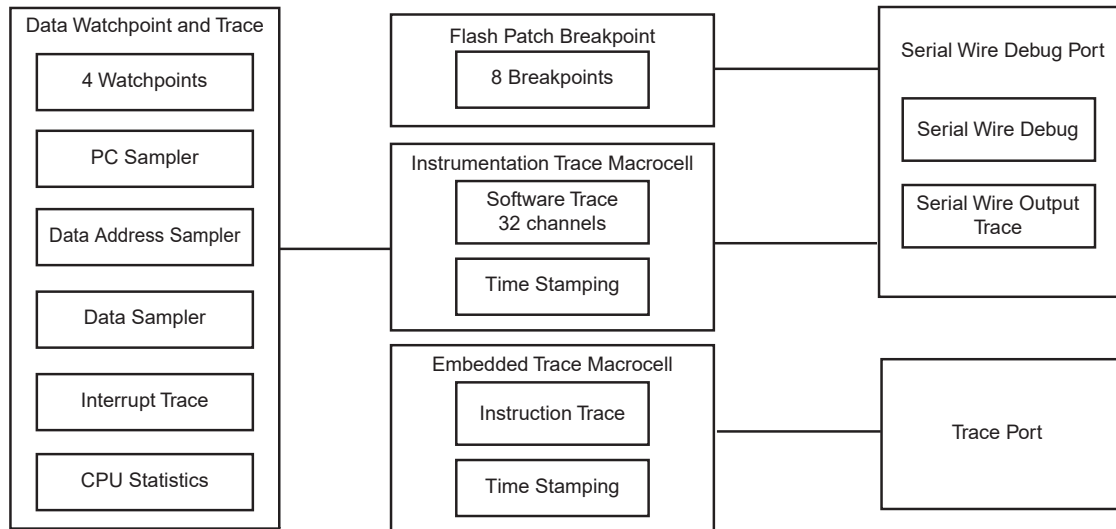 Data Watchpoint and Trace
4 Watchpoints
PC Sampler
Data Address Sampler
Data Sampler
Interrupt Trace
CPU Statistics
Flash Patch Breakpoint
8 Breakpoints
Instrumentation Trace Macrocell
Software Trace
32 channels
Time Stamping
Embedded Trace Macrocell
Instruction Trace
Time Stamping
Serial Wire Debug Port
Serial Wire Debug
Serial Wire Output
Trace
Trace Port